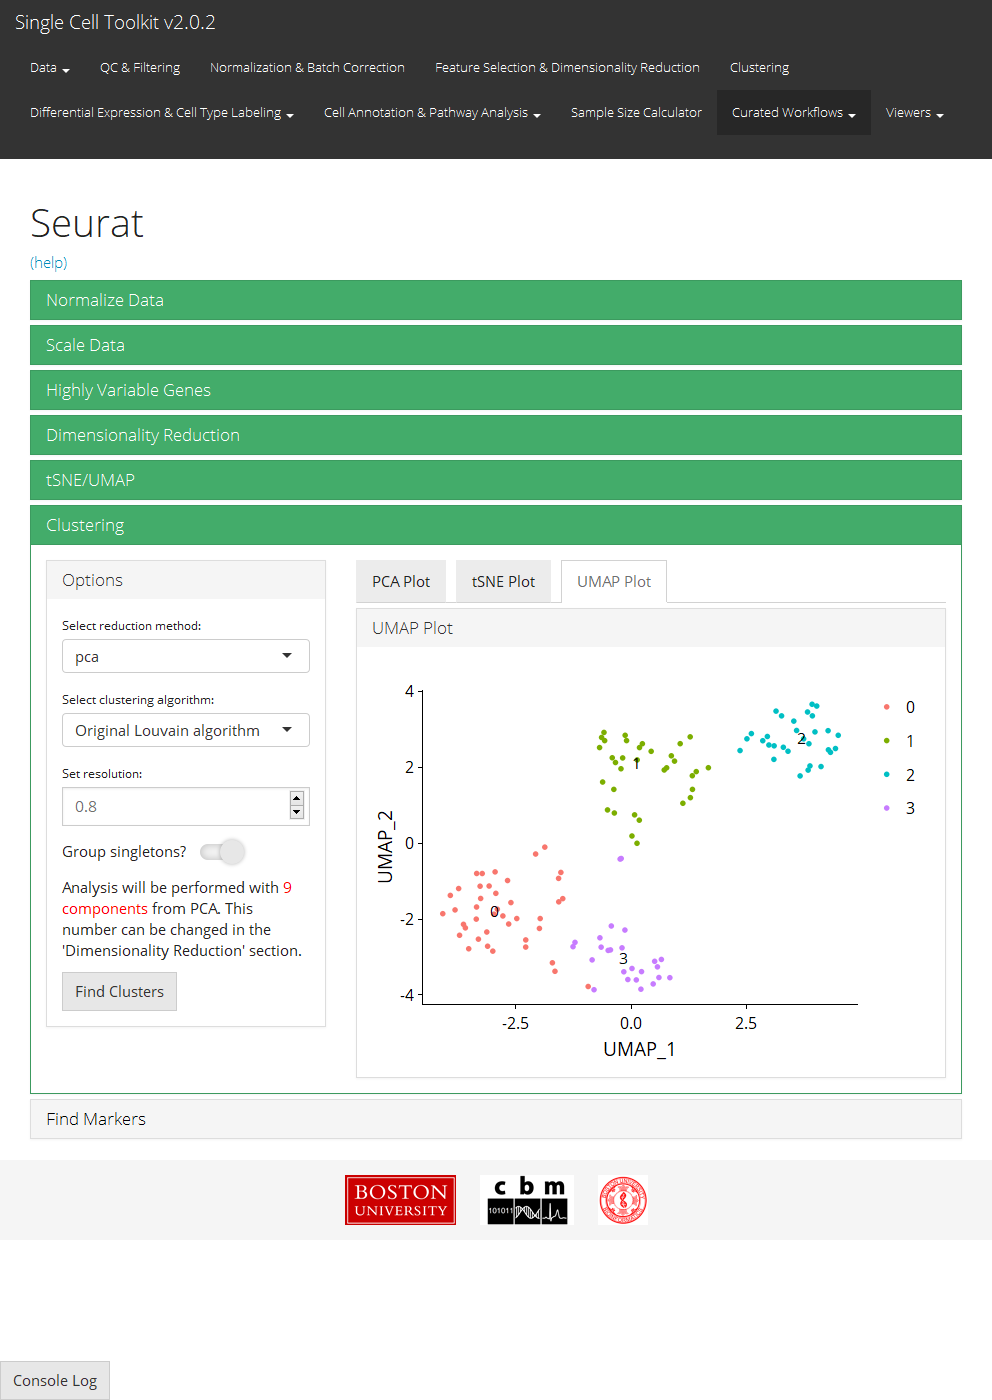 Single Cell Toolkit v2.0.2
Data QC & Filtering Normalization & Batch Correction Feature Selection & Dimensionality Reduction Clustering
Differential Expression & Cell Type Labeling Cell Annotation & Pathway Analysis Sample Size Calculator Curated Workflows Viewers
Seurat
(help)
Normalize Data
Scale Data
Highly Variable Genes
Dimensionality Reduction
tSNE/UMAP
Clustering
Options
Select reduction method:
pca
Select clustering algorithm:
Original Louvain algorithm
Set resolution:
0.8
Group singletons?
Analysis will be performed with 9
components from PCA. This
number can be changed in the
'Dimensionality Reduction' section.
Find Clusters
PCA Plot tSNE Plot UMAP Plot
UMAP Plot
4
2
0
-2
-4
UMAP_2
-2.5 0.0 2.5
UMAP_1
0
1
2
3
0
1
2
3
Find Markers
BOSTON
UNIVERSITY
cbm
101011
Console Log